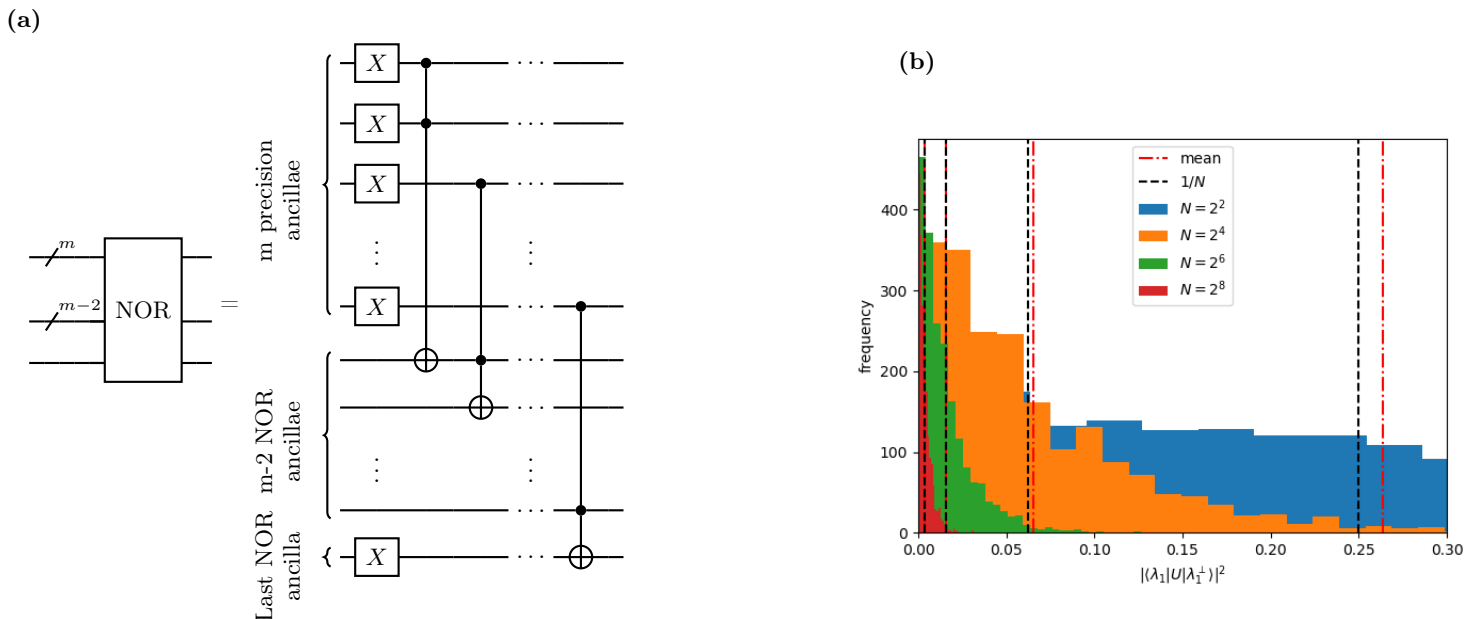 (a)
m
m−2
NOR
=
m precision
ancillae
m-2 NOR
ancillae
Last NOR
ancilla
X
X
X
X
X
(b)
mean
1/N
N = 2^2
N = 2^4
N = 2^6
N = 2^8
frequency
400
300
200
100
0
0.00 0.05 0.10 0.15 0.20 0.25 0.30
|⟨λ₁|U|λ₁^⊥⟩|²